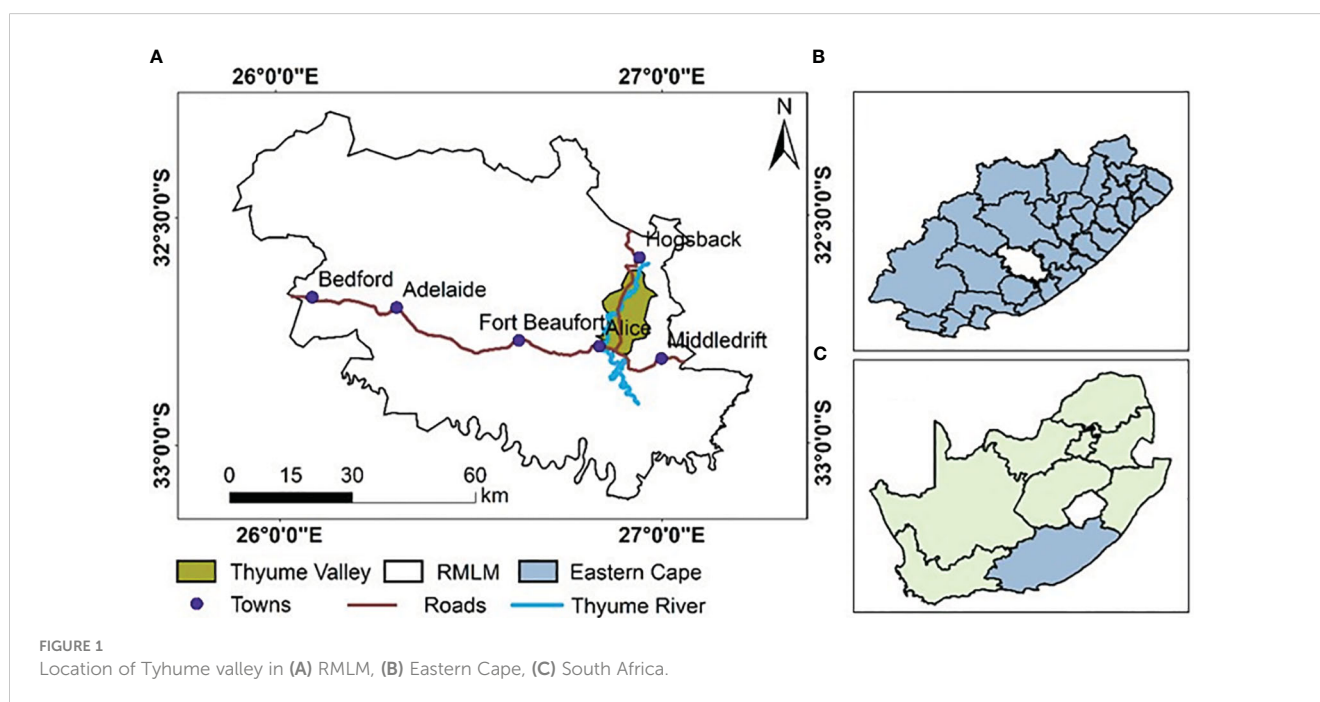 A
B
26°0'0"E
27°0'0"E
N
32°30'0"S
32°30'0"S
Hogsback
Bedford
Adelaide
Fort Beaufort
Alice
Middledrift
C
33°0'0"S
33°0'0"S
0 15 30 60
km
26°0'0"E
27°0'0"E
Thyume Valley RMLM Eastern Cape
Towns Roads Thyume River
FIGURE 1
Location of Tyhume valley in (A) RMLM, (B) Eastern Cape, (C) South Africa.